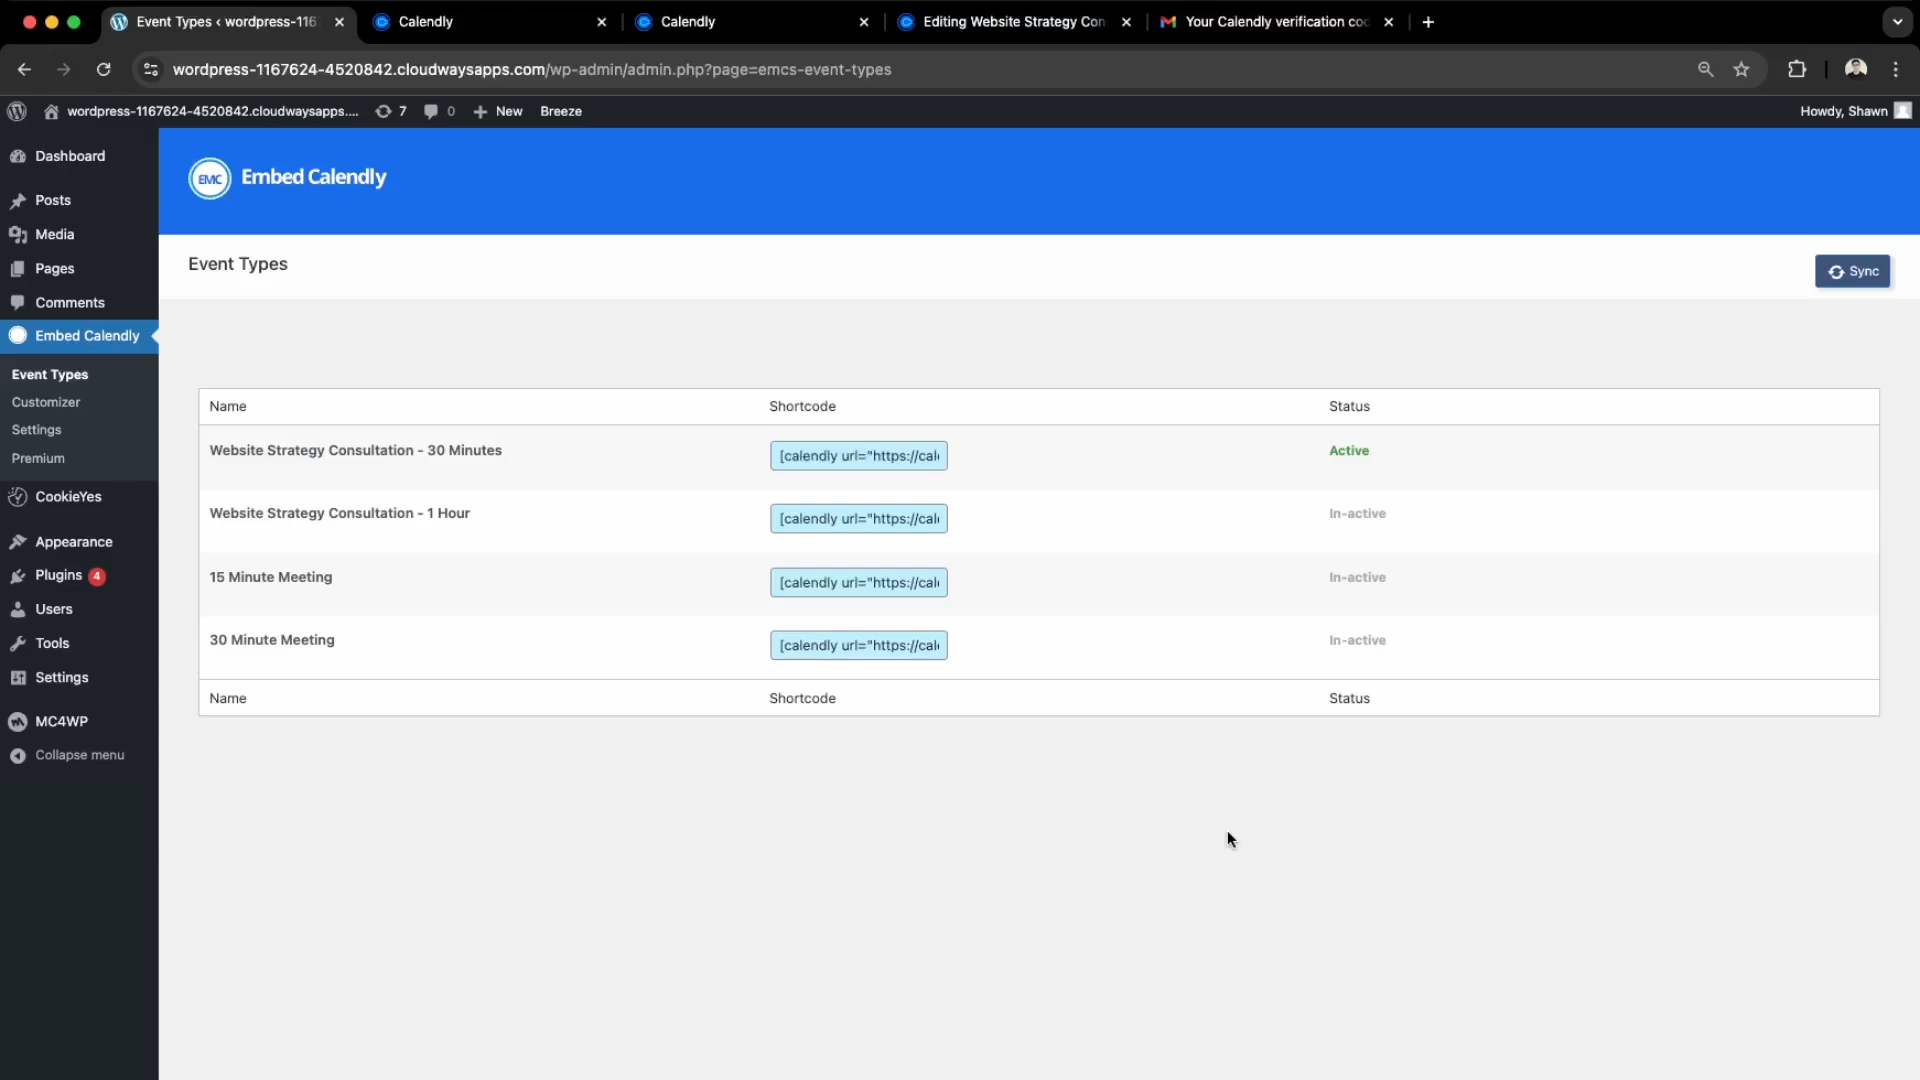 Event Types ‹ wordpress-116
Calendly
Calendly
Editing Website Strategy Con
Your Calendly verification co
wordpress-1167624-4520842.cloudwaysapps.com/wp-admin/admin.php?page=emcs-event-types
wordpress-1167624-4520842.cloudwaysapps....
7
0
New
Breeze
Howdy, Shawn
Dashboard
Posts
Media
Pages
Comments
Embed Calendly
Event Types
Customizer
Settings
Premium
CookieYes
Appearance
Plugins 4
Users
Tools
Settings
MC4WP
Collapse menu
EMC Embed Calendly
Event Types
Sync
Name Shortcode Status
Website Strategy Consultation - 30 Minutes [calendly url="https://cal Active
Website Strategy Consultation - 1 Hour [calendly url="https://cal In-active
15 Minute Meeting [calendly url="https://cal In-active
30 Minute Meeting [calendly url="https://cal In-active
Name Shortcode Status